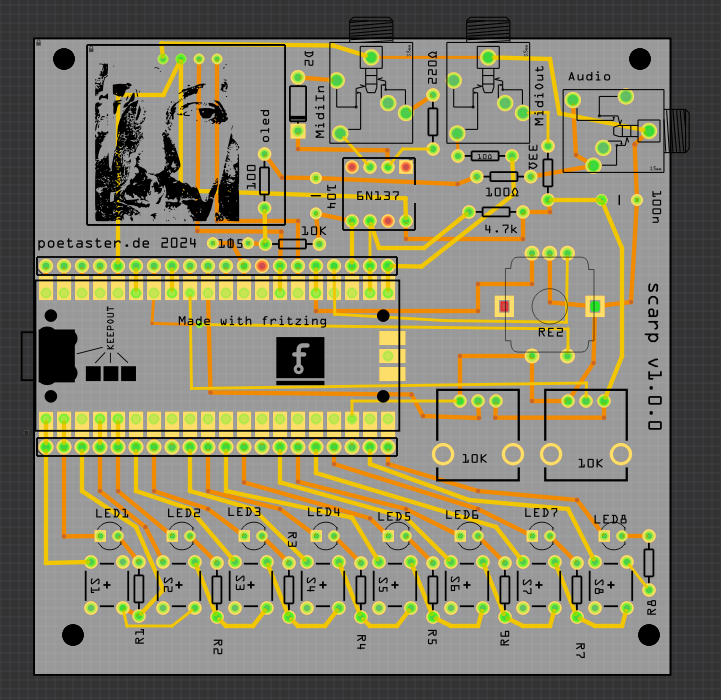 D2
MidiIn
220Ω
MidiOut
Audio
oled
100
104
6N137
10Ω
33Ω
100Ω
4.7k
100n
poetaster.de 2024
105
10K
Made with fritzing
KEEPOUT
RE2
scarp v1.0.0
10K
10K
LED1
LED2
LED3
LED4
LED5
LED6
LED7
LED8
R3
S1
S2
S3
S4
S5
S6
S7
S8
R1
R2
R4
R5
R6
R7
R8